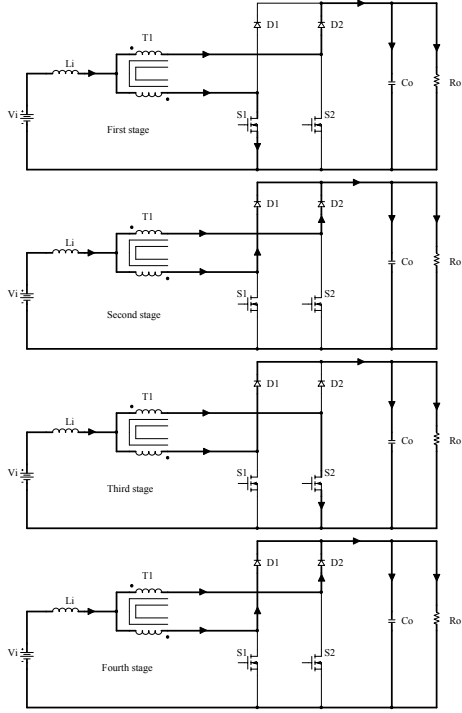 T1
D1
D2
Li
Vi
S1
S2
Co
Ro
First stage
T1
D1
D2
Li
Vi
S1
S2
Co
Ro
Second stage
T1
D1
D2
Li
Vi
S1
S2
Co
Ro
Third stage
T1
D1
D2
Li
Vi
S1
S2
Co
Ro
Fourth stage